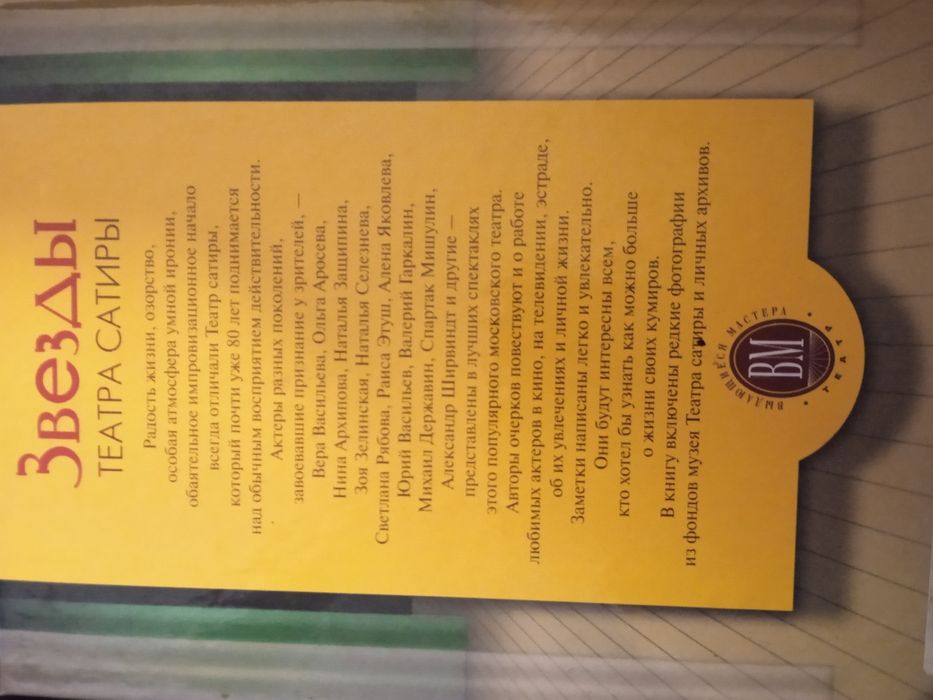 Звезды
ТЕАТРА САТИРЫ
Радость жизни, озорство,
особая атмосфера умной иронии,
обаятельное импровизационное начало
всегда отличали Театр сатиры,
который почти уже 80 лет поднимается
над обычным восприятием действительности.
Актеры разных поколений,
завоевавшие признание у зрителей, —
Вера Васильева, Ольга Аросева,
Нина Архипова, Наталья Защипина,
Зоя Зелинская, Наталья Селезнева,
Светлана Рябова, Раиса Этуш, Алена Яковлева,
Юрий Васильев, Валерий Гаркалин,
Михаил Державин, Спартак Мишулин,
Александр Ширвиндт и другие —
представлены в лучших спектаклях
этого популярного московского театра.
Авторы очерков повествуют и о работе
любимых актеров в кино, на телевидении, эстраде,
об их увлечениях и личной жизни.
Заметки написаны легко и увлекательно.
Они будут интересны всем,
кто хотел бы узнать как можно больше
о жизни своих кумиров.
В книгу включены редкие фотографии
из фондов музея Театра сатиры и личных архивов.
ВЫДАЮЩИЕСЯ МАСТЕРА
ВМ
• ТЕАТР •